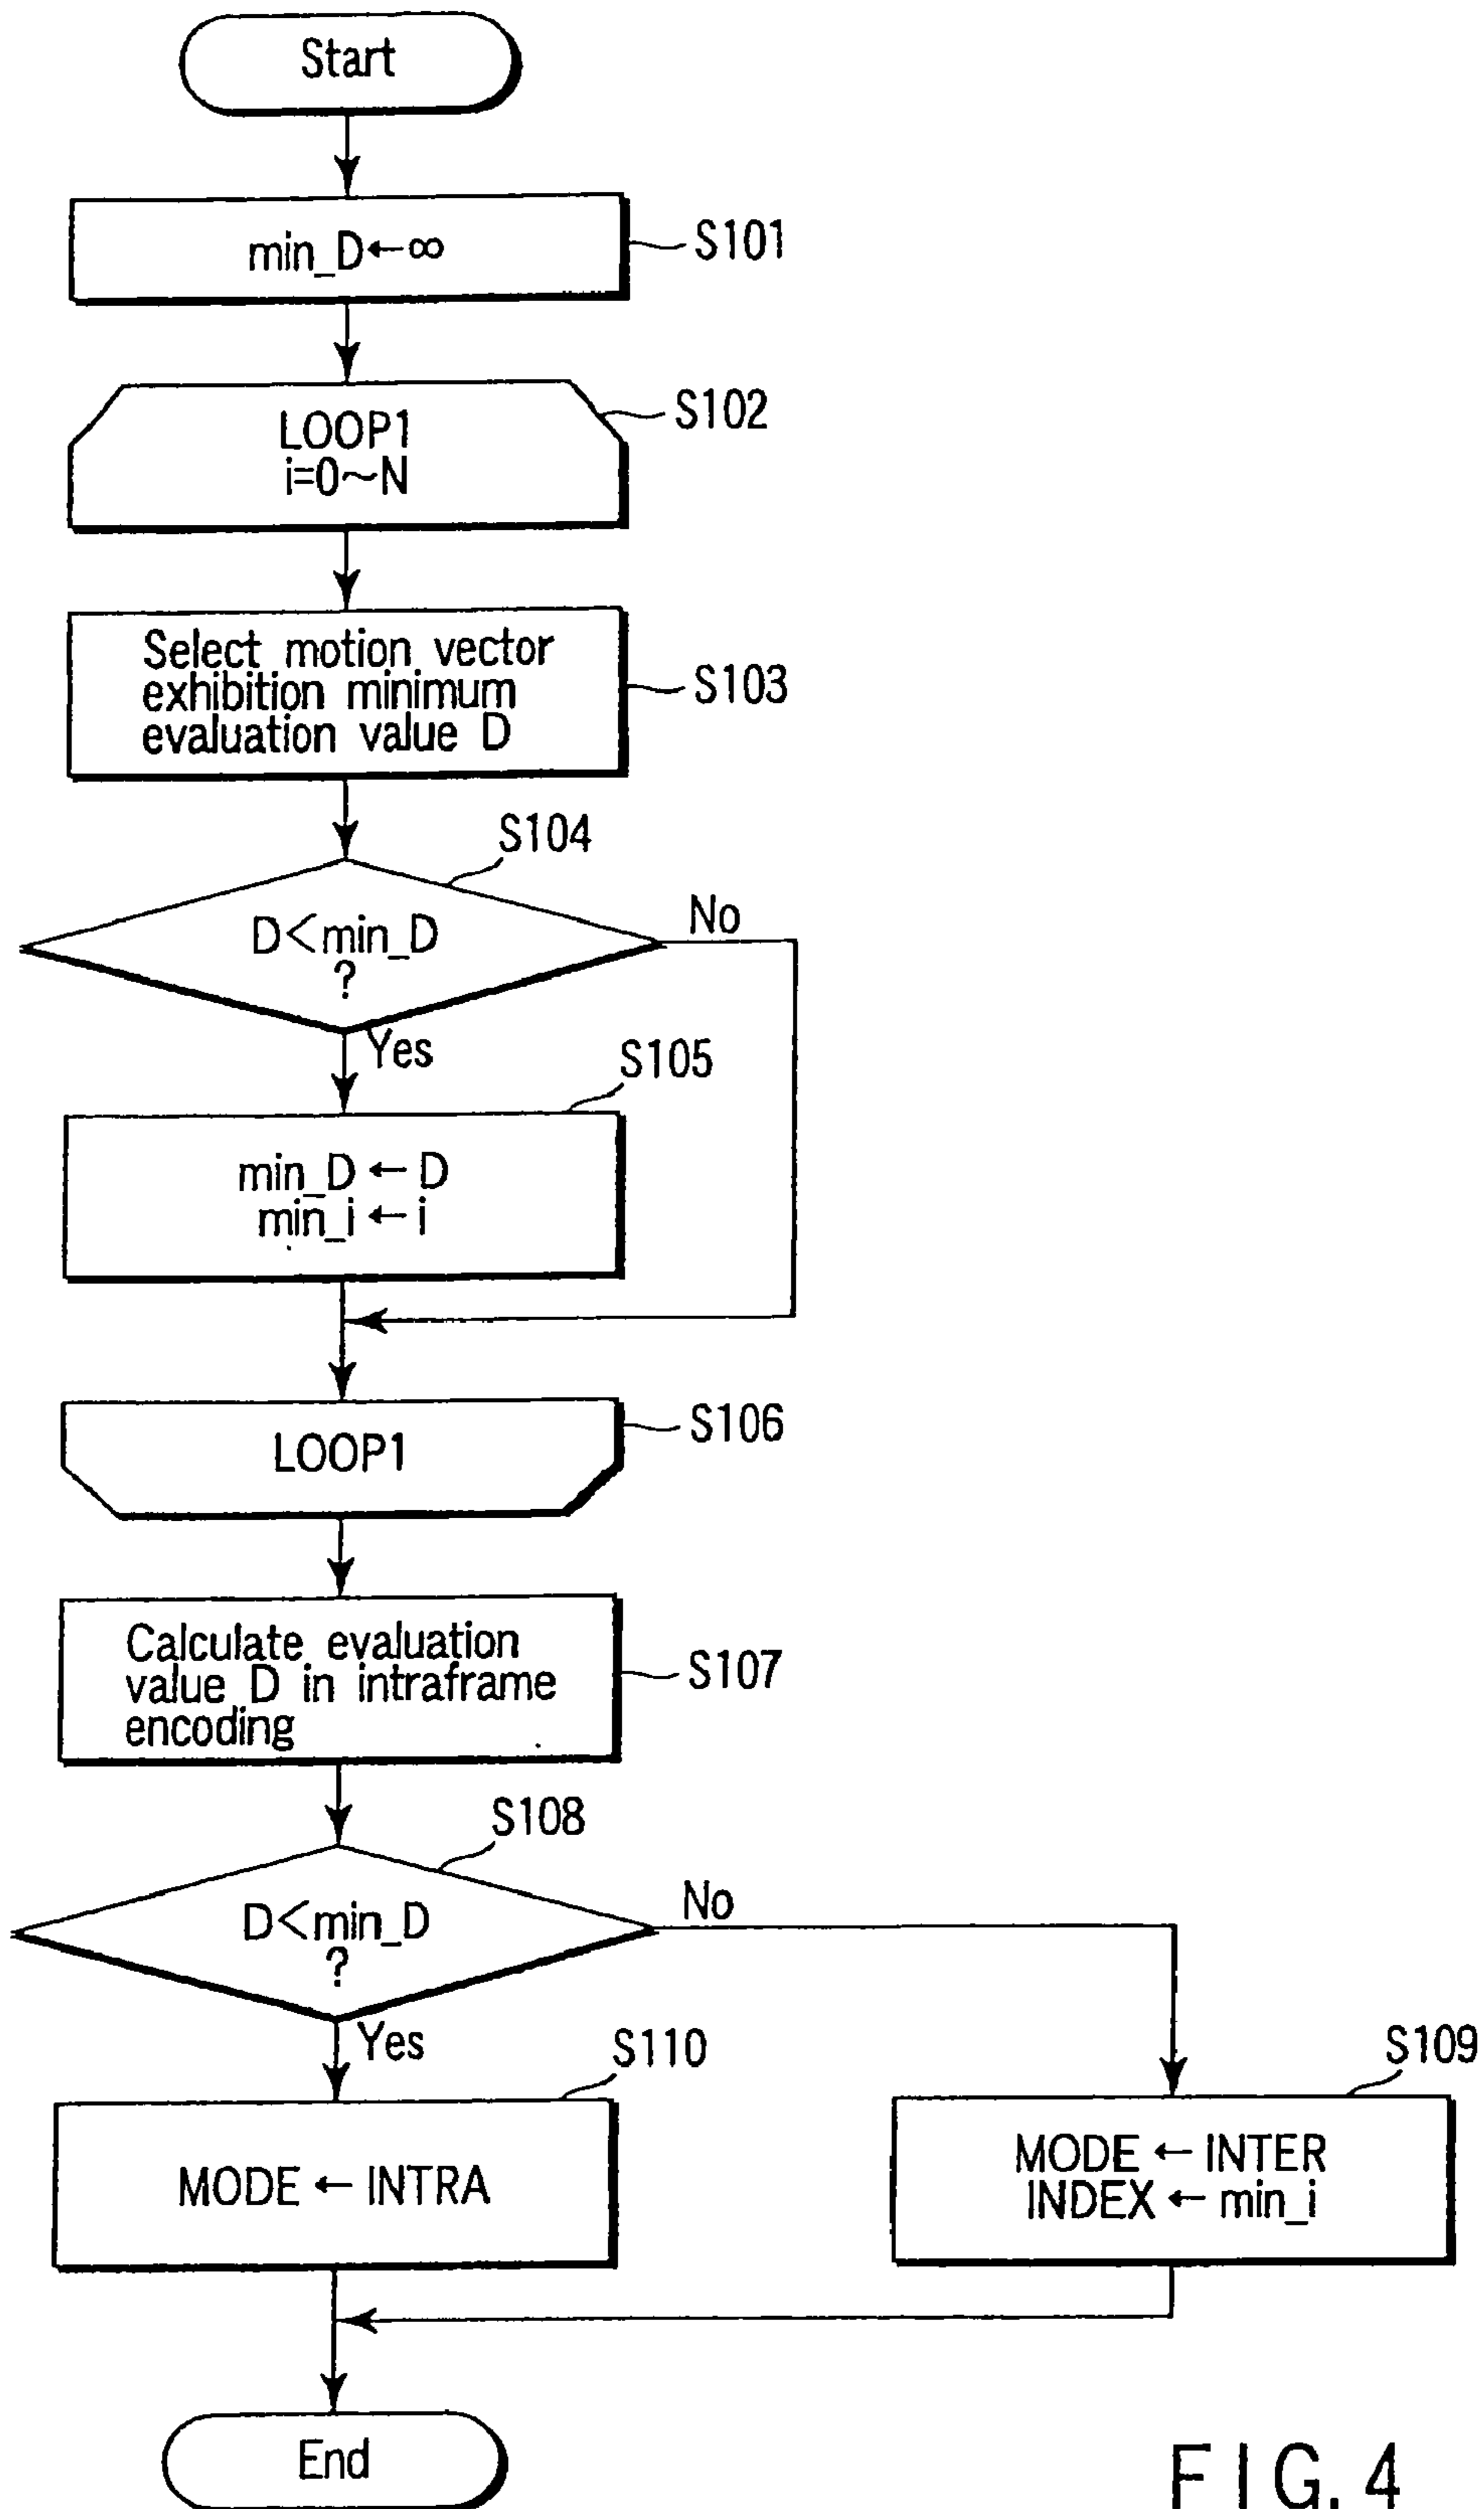 Start
min_D←∞
S101
LOOP1
i=0~N
S102
Select motion vector
exhibition minimum
evaluation value D
S103
S104
D<min_D
?
No
Yes
S105
min_D ← D
min_i ← i
LOOP1
S106
Calculate evaluation
value D in intraframe
encoding
S107
S108
D<min_D
?
No
Yes
S110
S109
MODE ← INTRA
MODE ← INTER
INDEX ← min_i
End
FIG. 4